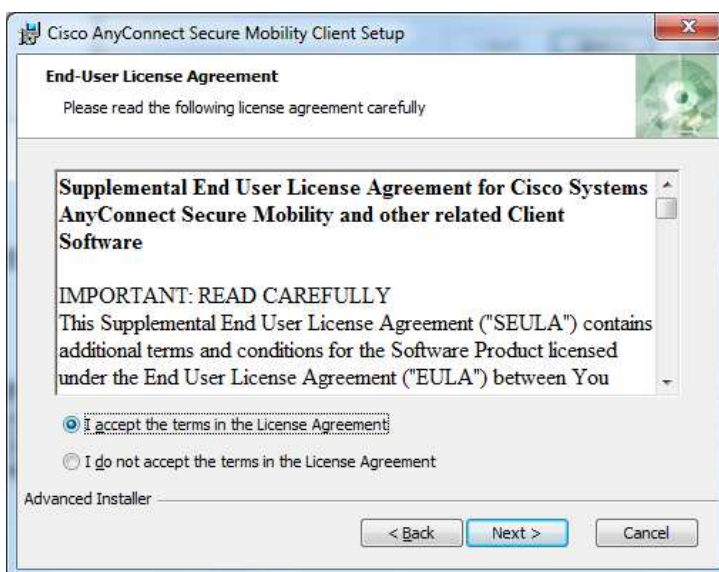 Cisco AnyConnect Secure Mobility Client Setup
End-User License Agreement
Please read the following license agreement carefully
Supplemental End User License Agreement for Cisco Systems
AnyConnect Secure Mobility and other related Client
Software
IMPORTANT: READ CAREFULLY
This Supplemental End User License Agreement ("SEULA") contains
additional terms and conditions for the Software Product licensed
under the End User License Agreement ("EULA") between You
I accept the terms in the License Agreement
I do not accept the terms in the License Agreement
Advanced Installer
< Back Next > Cancel